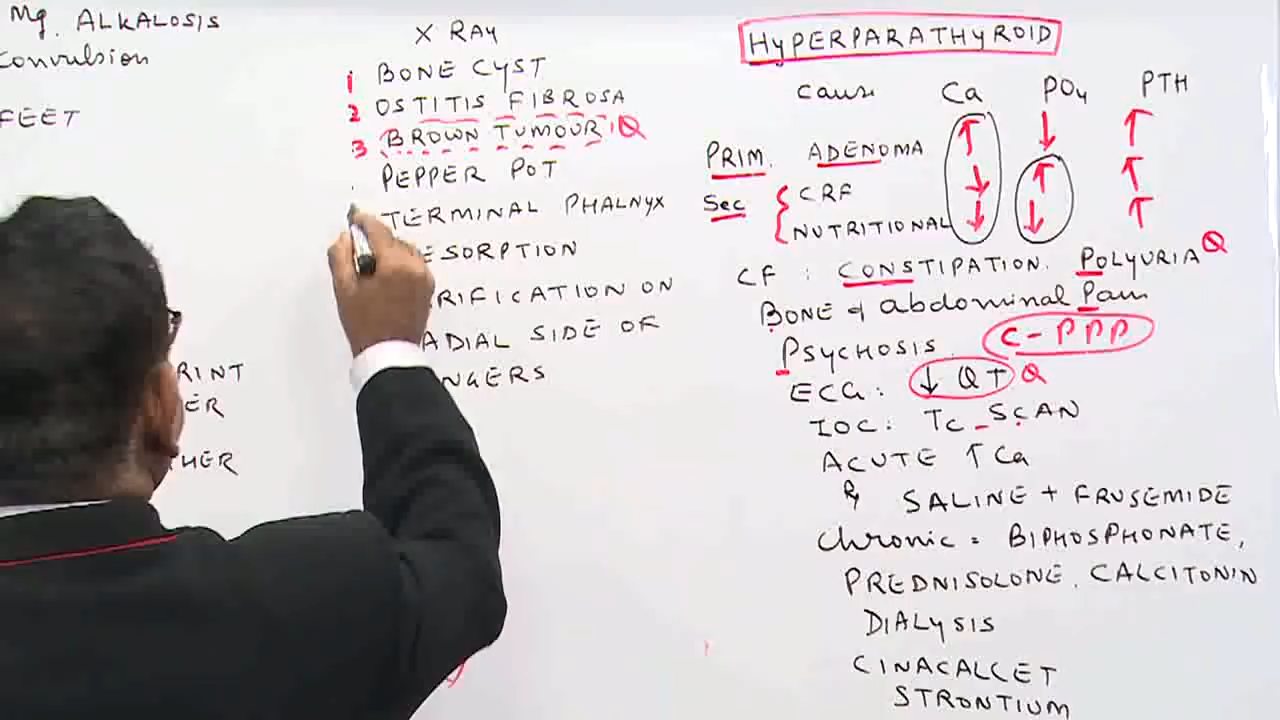 Mg. ALKALOSIS
Convulsion
FEET
RINT
ER
HER
X RAY
1 BONE CYST
2 OSTITIS FIBROSA
3 BROWN TUMOUR Q
PEPPER POT
TERMINAL PHALNYX
ESORPTION
RIFICATION ON
ADIAL SIDE OF
NGERS
HYPERPARATHYROID
Cause Ca PO4 PTH
PRIM. ADENOMA ↑ ↓ ↑
Sec { CRF ↓ ↑ ↑
NUTRITIONAL ↓ ↓ ↑
CF : CONSTIPATION. POLYURIA Q
BONE & abdominal Pain
PSYCHOSIS. C-PPP
ECG: ↓ QT Q
IOC: Tc SCAN
ACUTE ↑ Ca
Rx SALINE + FRUSEMIDE
Chronic = BIPHOSPHONATE,
PREDNISOLONE. CALCITONIN
DIALYSIS
CINACALCET
STRONTIUM